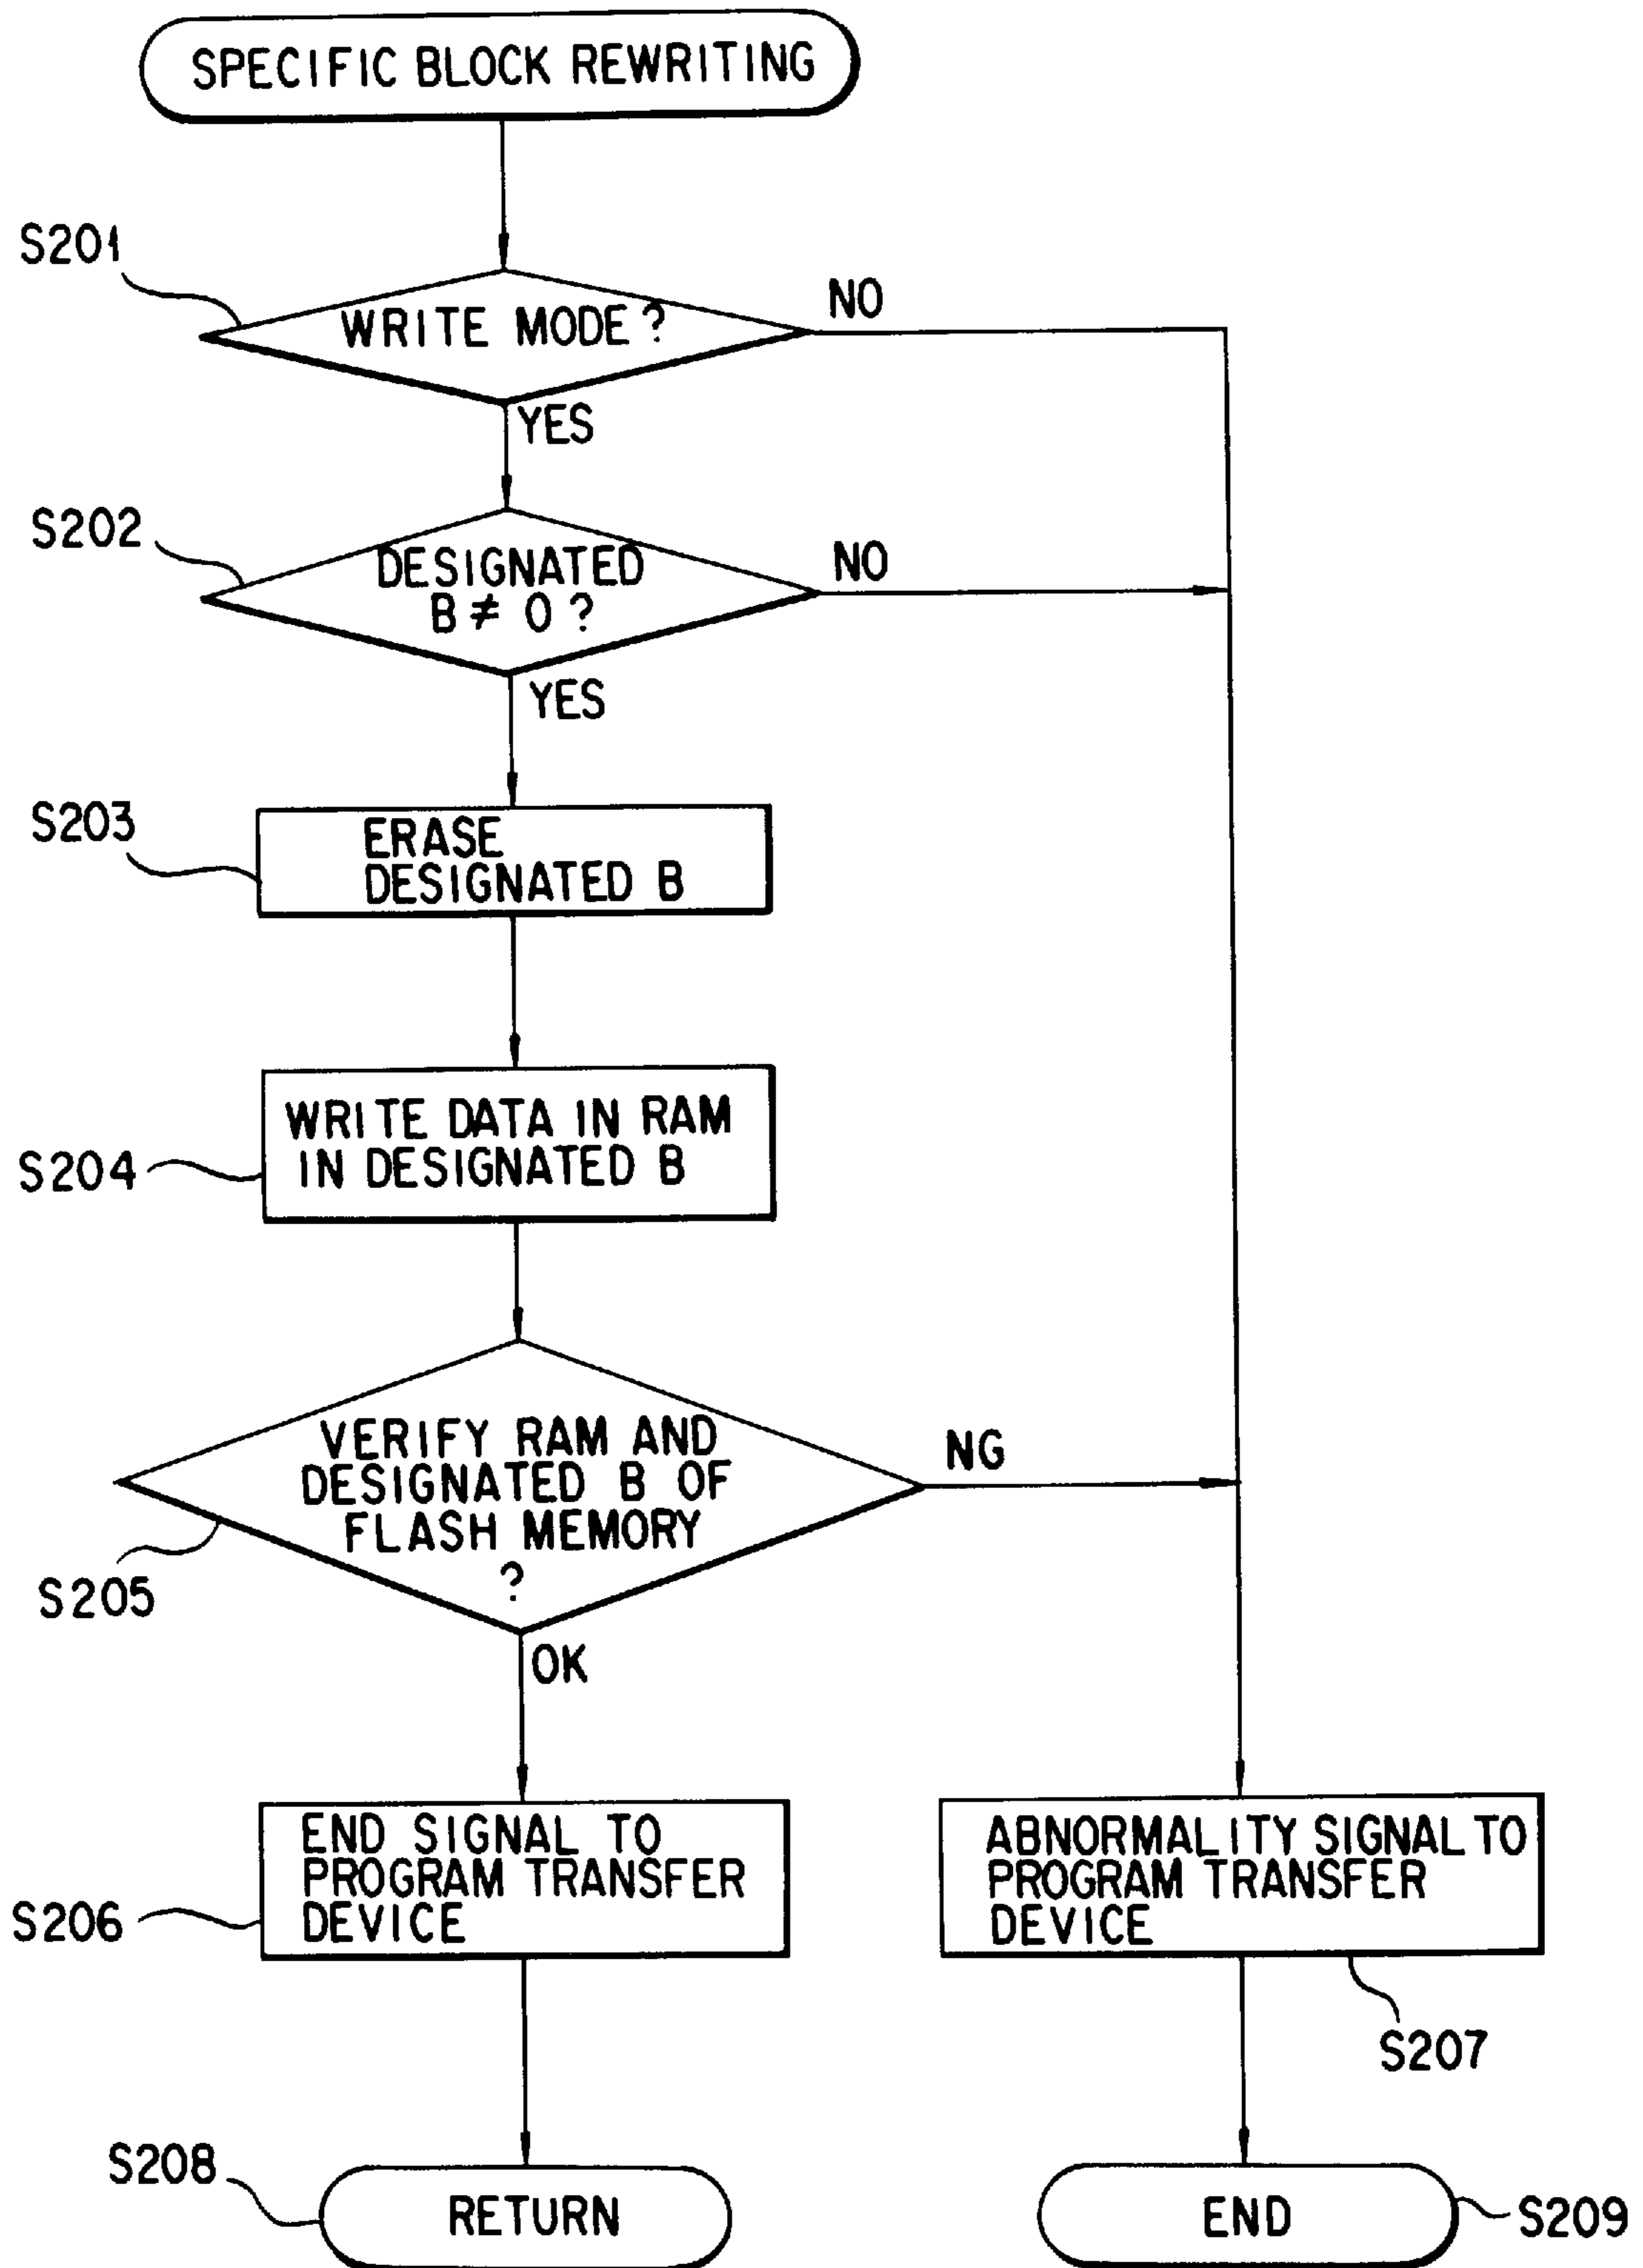 SPECIFIC BLOCK REWRITING
S201
WRITE MODE?
NO
YES
S202
DESIGNATED
B ≠ 0 ?
NO
YES
S203
ERASE
DESIGNATED B
S204
WRITE DATA IN RAM
IN DESIGNATED B
S205
VERIFY RAM AND
DESIGNATED B OF
FLASH MEMORY
?
NG
OK
S206
END SIGNAL TO
PROGRAM TRANSFER
DEVICE
ABNORMALITY SIGNAL TO
PROGRAM TRANSFER
DEVICE
S207
S208
RETURN
END
S209